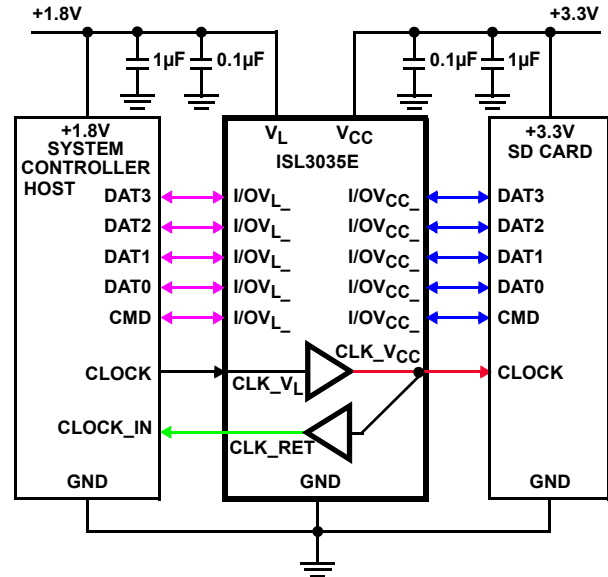 +1.8V
+3.3V
1µF
0.1µF
0.1µF
1µF
+1.8V
SYSTEM
CONTROLLER
HOST
DAT3
DAT2
DAT1
DAT0
CMD
CLOCK
CLOCK_IN
GND
VL
VCC
ISL3035E
I/OVL_
I/OVCC_
I/OVL_
I/OVCC_
I/OVL_
I/OVCC_
I/OVL_
I/OVCC_
I/OVL_
I/OVCC_
CLK_VCC
CLK_VL
CLK_RET
GND
+3.3V
SD CARD
DAT3
DAT2
DAT1
DAT0
CMD
CLOCK
GND